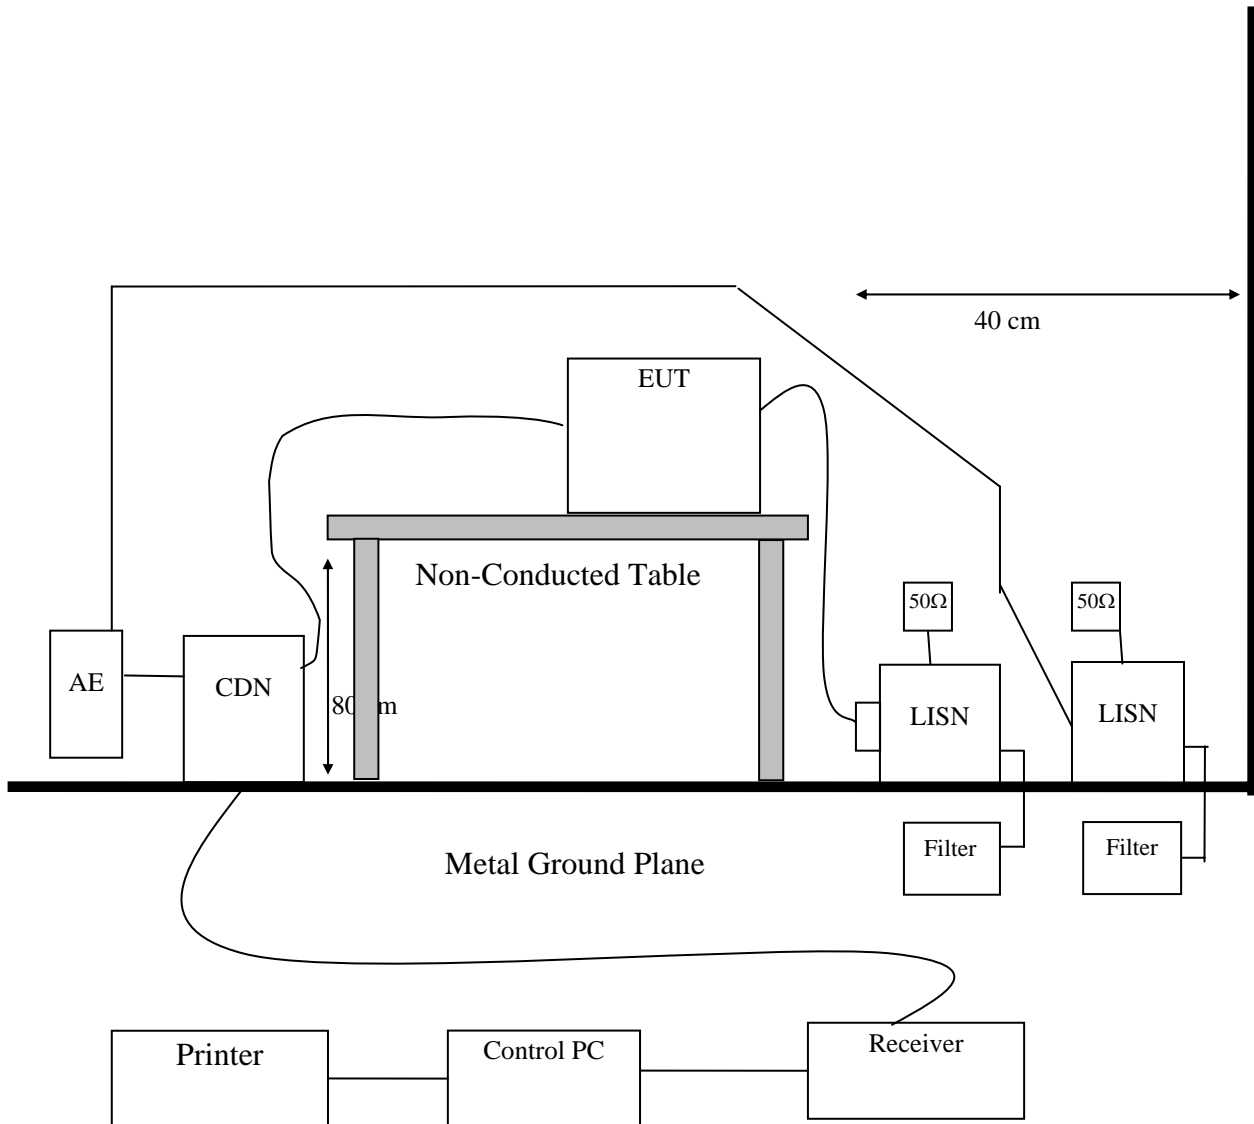 40 cm
EUT
Non-Conducted Table
50Ω
50Ω
AE
CDN
80 m
LISN
LISN
Filter
Filter
Metal Ground Plane
Printer
Control PC
Receiver